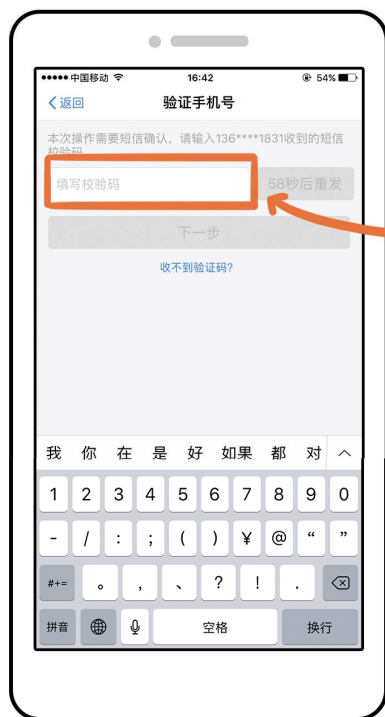 中国移动 16:42 54%
返回 验证手机号
本次操作需要短信确认，请输入136****1831收到的短信
校验码
填写校验码 58秒后重发
下一步
收不到验证码?
我 你 在 是 好 如果 都 对
1 2 3 4 5 6 7 8 9 0
- / : ; ( ) ¥ @ “ ”
#+= 。 , 、 ? ! .
拼音 空格 换行